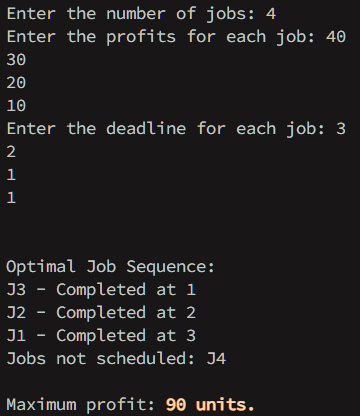 Enter the number of jobs: 4
Enter the profits for each job: 40
30
20
10
Enter the deadline for each job: 3
2
1
1
Optimal Job Sequence:
J3 - Completed at 1
J2 - Completed at 2
J1 - Completed at 3
Jobs not scheduled: J4
Maximum profit: 90 units.